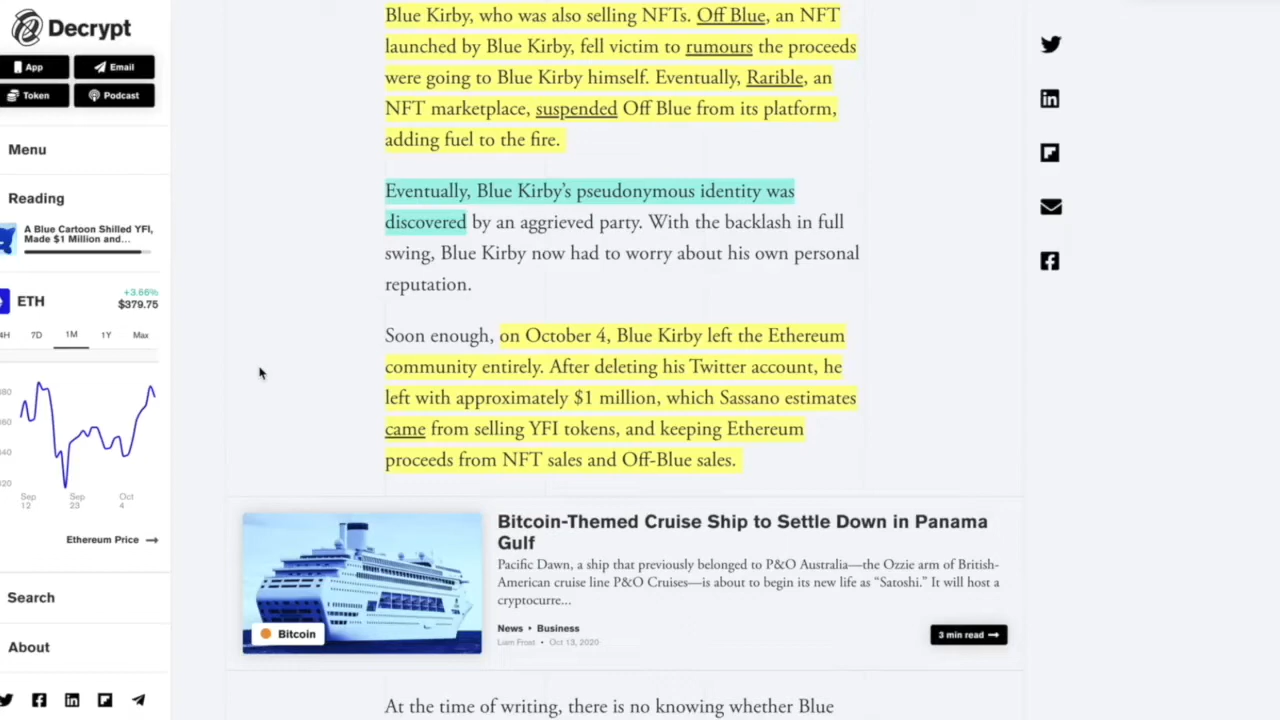 Decrypt
App
Email
Token
Podcast
Menu
Reading
A Blue Cartoon Shilled YFI,
Made $1 Million and...
+3.66%
ETH
$379.75
4H 7D 1M 1Y Max
80
60
40
20
Sep
12
Sep
23
Oct
4
Ethereum Price →
Search
About
Blue Kirby, who was also selling NFTs. Off Blue, an NFT
launched by Blue Kirby, fell victim to rumours the proceeds
were going to Blue Kirby himself. Eventually, Rarible, an
NFT marketplace, suspended Off Blue from its platform,
adding fuel to the fire.
Eventually, Blue Kirby's pseudonymous identity was
discovered by an aggrieved party. With the backlash in full
swing, Blue Kirby now had to worry about his own personal
reputation.
Soon enough, on October 4, Blue Kirby left the Ethereum
community entirely. After deleting his Twitter account, he
left with approximately $1 million, which Sassano estimates
came from selling YFI tokens, and keeping Ethereum
proceeds from NFT sales and Off-Blue sales.
Bitcoin
Bitcoin-Themed Cruise Ship to Settle Down in Panama
Gulf
Pacific Dawn, a ship that previously belonged to P&O Australia—the Ozzie arm of British-
American cruise line P&O Cruises—is about to begin its new life as “Satoshi.” It will host a
cryptocurre...
News • Business
Liam Frost • Oct 13, 2020
3 min read →
At the time of writing, there is no knowing whether Blue